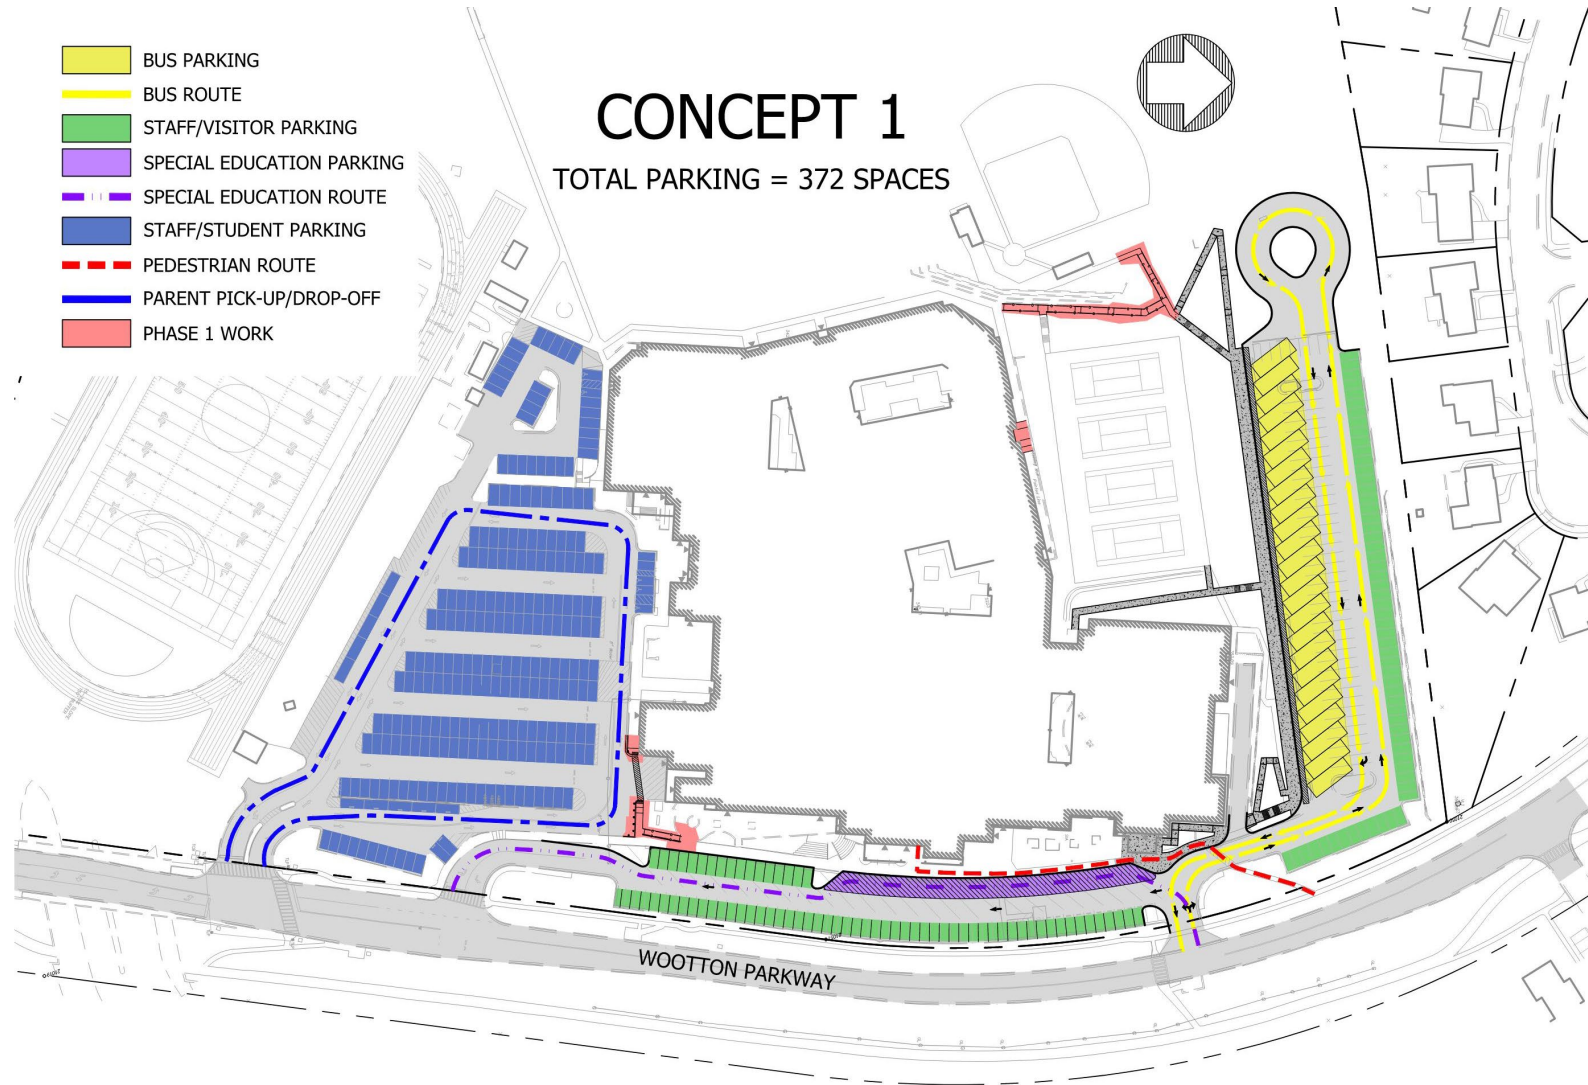 BUS PARKING
BUS ROUTE
STAFF/VISITOR PARKING
SPECIAL EDUCATION PARKING
SPECIAL EDUCATION ROUTE
STAFF/STUDENT PARKING
PEDESTRIAN ROUTE
PARENT PICK-UP/DROP-OFF
PHASE 1 WORK
CONCEPT 1
TOTAL PARKING = 372 SPACES
WOOTTON PARKWAY